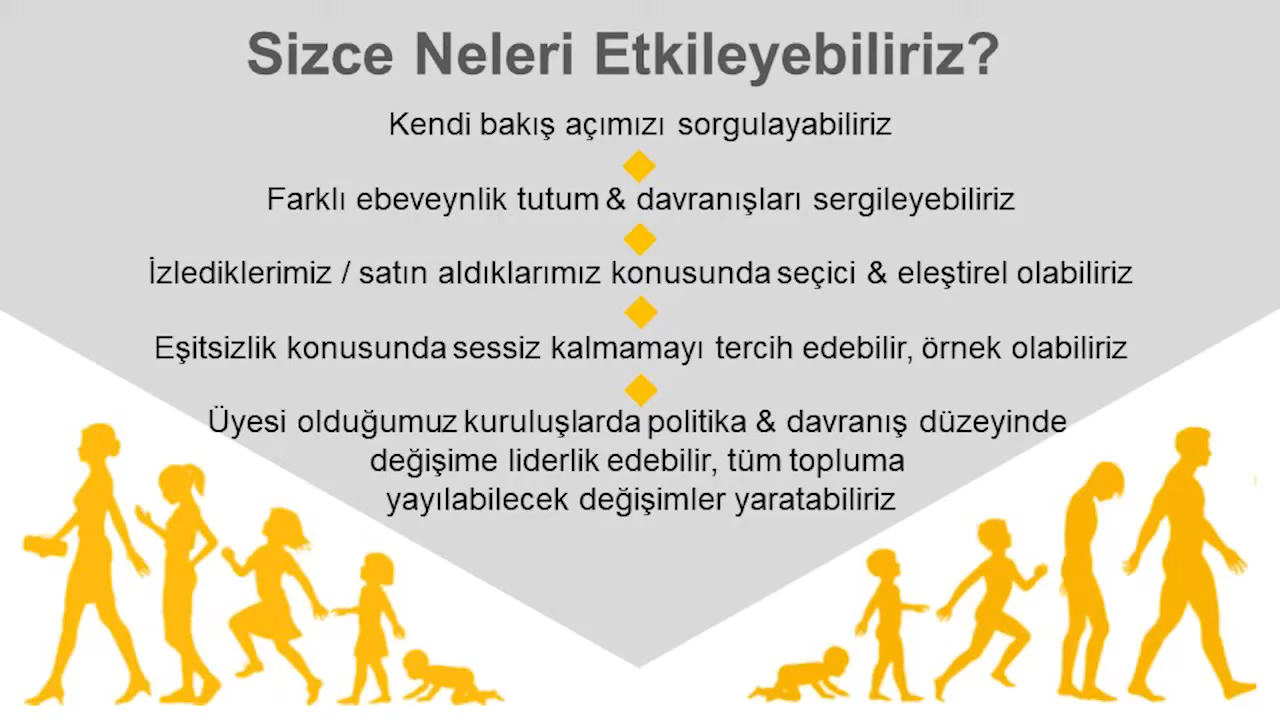 Sizce Neleri Etkileyebiliriz?
Kendi bakış açımızı sorgulayabiliriz
Farklı ebeveynlik tutum & davranışları sergileyebiliriz
İzlediklerimiz / satın aldıklarımız konusunda seçici & eleştirel olabiliriz
Eşitsizlik konusunda sessiz kalmamayı tercih edebilir, örnek olabiliriz
Üyesi olduğumuz kuruluşlarda politika & davranış düzeyinde
değişime liderlik edebilir, tüm topluma
yayılabilecek değişimler yaratabiliriz